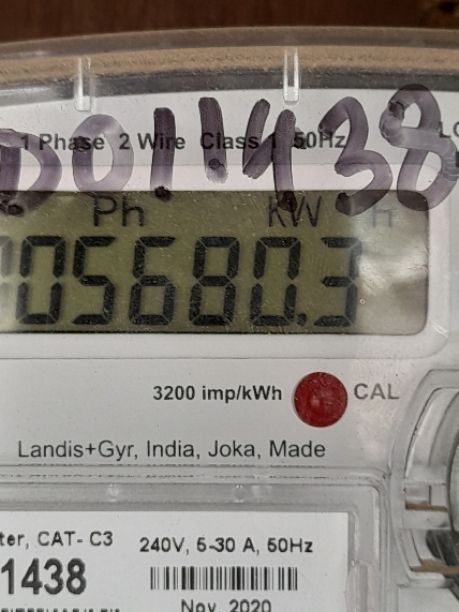 1 Phase 2 Wire Class 1 50Hz
D011438
Ph KW h
005680.3
3200 imp/kWh CAL
Landis+Gyr, India, Joka, Made
ter, CAT- C3 240V, 5-30 A, 50Hz
1438
Nov 2020